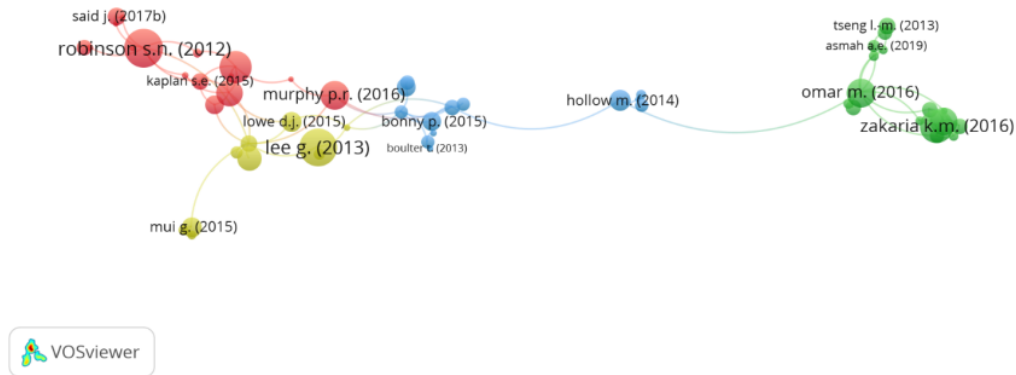 said j. (2017b)
robinson s.n. (2012)
kaplan s.e. (2015)
murphy p.r. (2016)
lowe d.j. (2015)
lee g. (2013)
mui g. (2015)
bonny p. (2015)
boulter t. (2013)
hollow m. (2014)
tseng l.-m. (2013)
asmah a.e. (2019)
omar m. (2016)
zakaria k.m. (2016)
VOSviewer